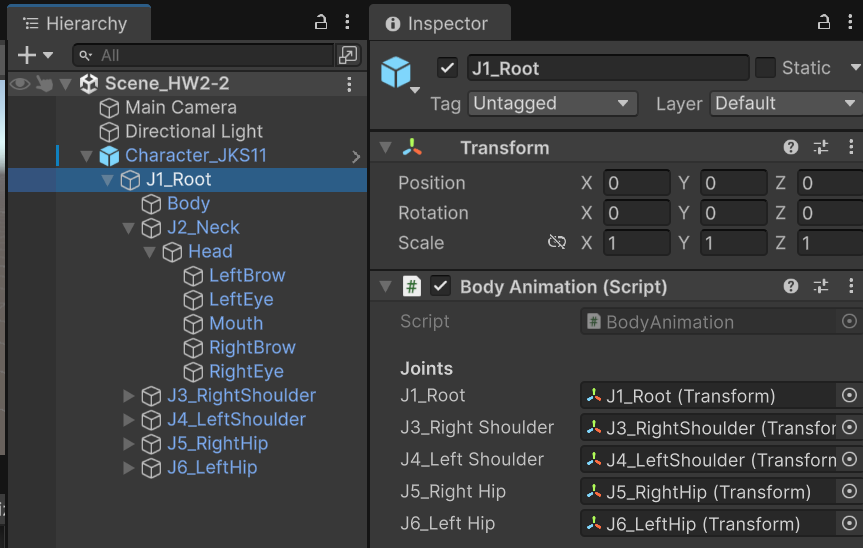 Hierarchy
All
Scene_HW2-2
Main Camera
Directional Light
Character_JKS11
J1_Root
Body
J2_Neck
Head
LeftBrow
LeftEye
Mouth
RightBrow
RightEye
J3_RightShoulder
J4_LeftShoulder
J5_RightHip
J6_LeftHip
Inspector
J1_Root Static
Tag Untagged Layer Default
Transform
Position X 0 Y 0 Z 0
Rotation X 0 Y 0 Z 0
Scale X 1 Y 1 Z 1
# Body Animation (Script)
Script # BodyAnimation
Joints
J1_Root J1_Root (Transform)
J3_Right Shoulder J3_RightShoulder (Transfor
J4_Left Shoulder J4_LeftShoulder (Transform
J5_Right Hip J5_RightHip (Transform)
J6_Left Hip J6_LeftHip (Transform)